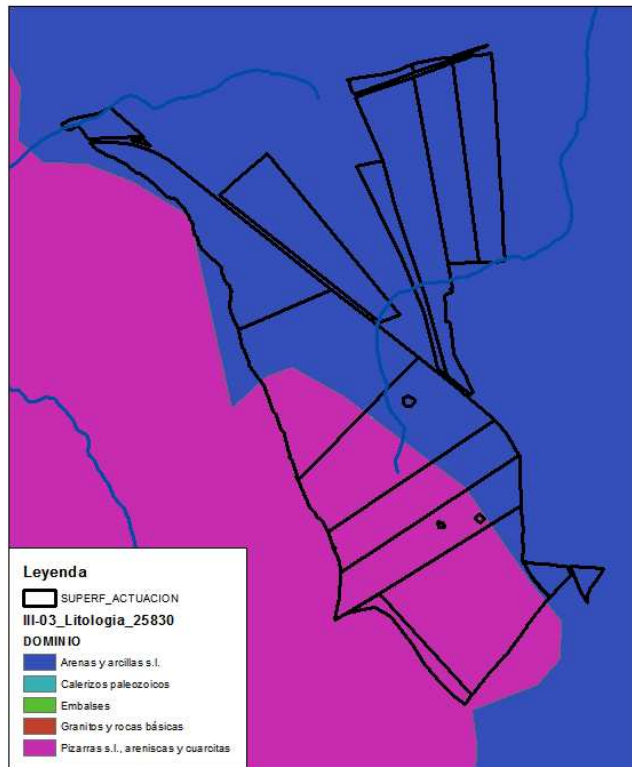 Leyenda
SUPERF_ACTUACION
III-03_Litologia_25830
DOMINIO
Arenas y arcillas s.l.
Calerizos paleozoicos
Embalses
Granitos y rocas básicas
Pizarras s.l., areniscas y cuarcitas